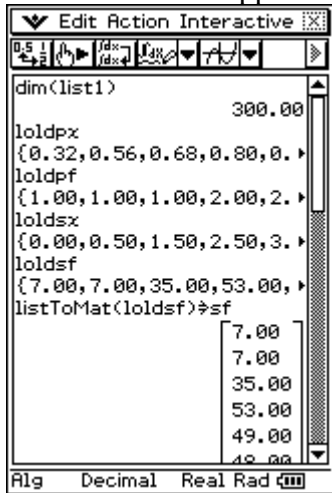 Edit Action Interactive
dim(list1)
300.00
loldpx
{0.32,0.56,0.68,0.80,0.
loldpf
{1.00,1.00,1.00,2.00,2.
loldsx
{0.00,0.50,1.50,2.50,3.
loldsf
{7.00,7.00,35.00,53.00,
listToMat(loldsf)⇒sf
7.00
7.00
35.00
53.00
49.00
48.00
Alg Decimal Real Rad